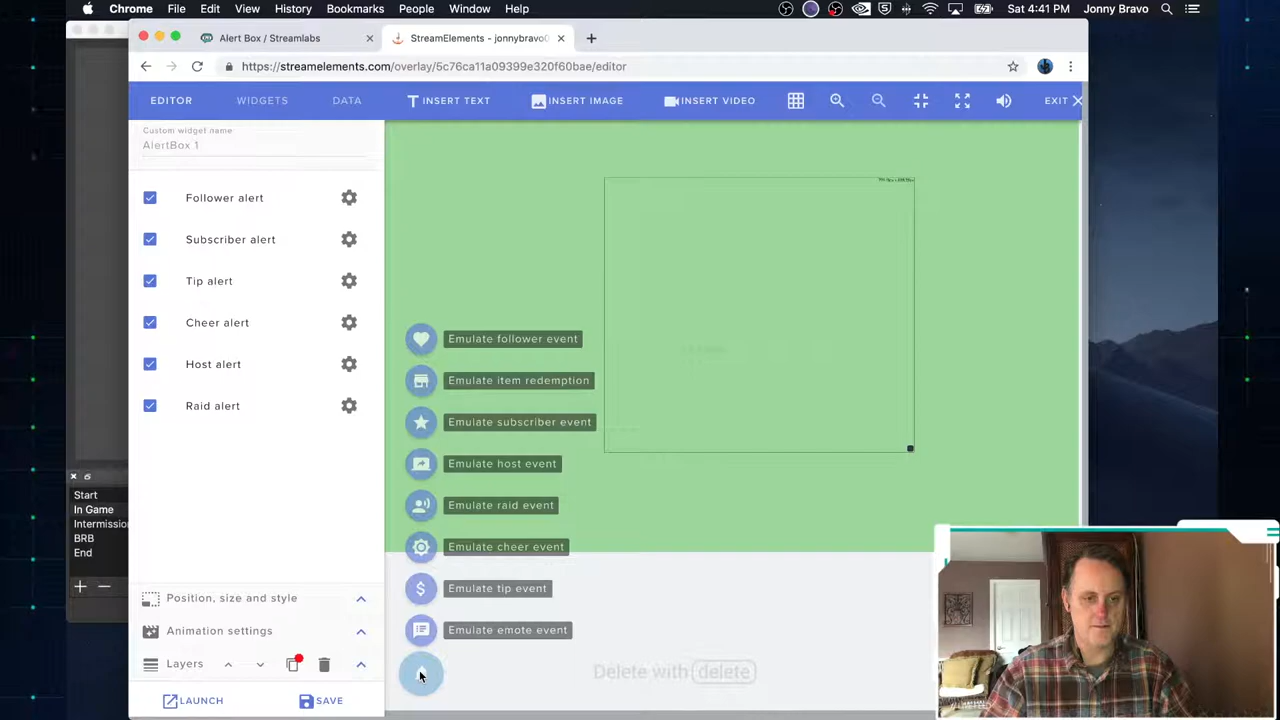 Chrome File Edit View History Bookmarks People Window Help
Sat 4:41 PM Jonny Bravo
Alert Box / Streamlabs
StreamElements - jonnybravo0
https://streamelements.com/overlay/5c76ca11a09399e320f60bae/editor
EDITOR WIDGETS DATA INSERT TEXT INSERT IMAGE INSERT VIDEO EXIT
Custom widget name
AlertBox 1
Follower alert
Subscriber alert
Tip alert
Cheer alert
Host alert
Raid alert
Emulate follower event
Emulate item redemption
Emulate subscriber event
Emulate host event
Emulate raid event
Emulate cheer event
Emulate tip event
Emulate emote event
Start
In Game
Intermission
BRB
End
Position, size and style
Animation settings
Layers
LAUNCH SAVE
Delete with delete